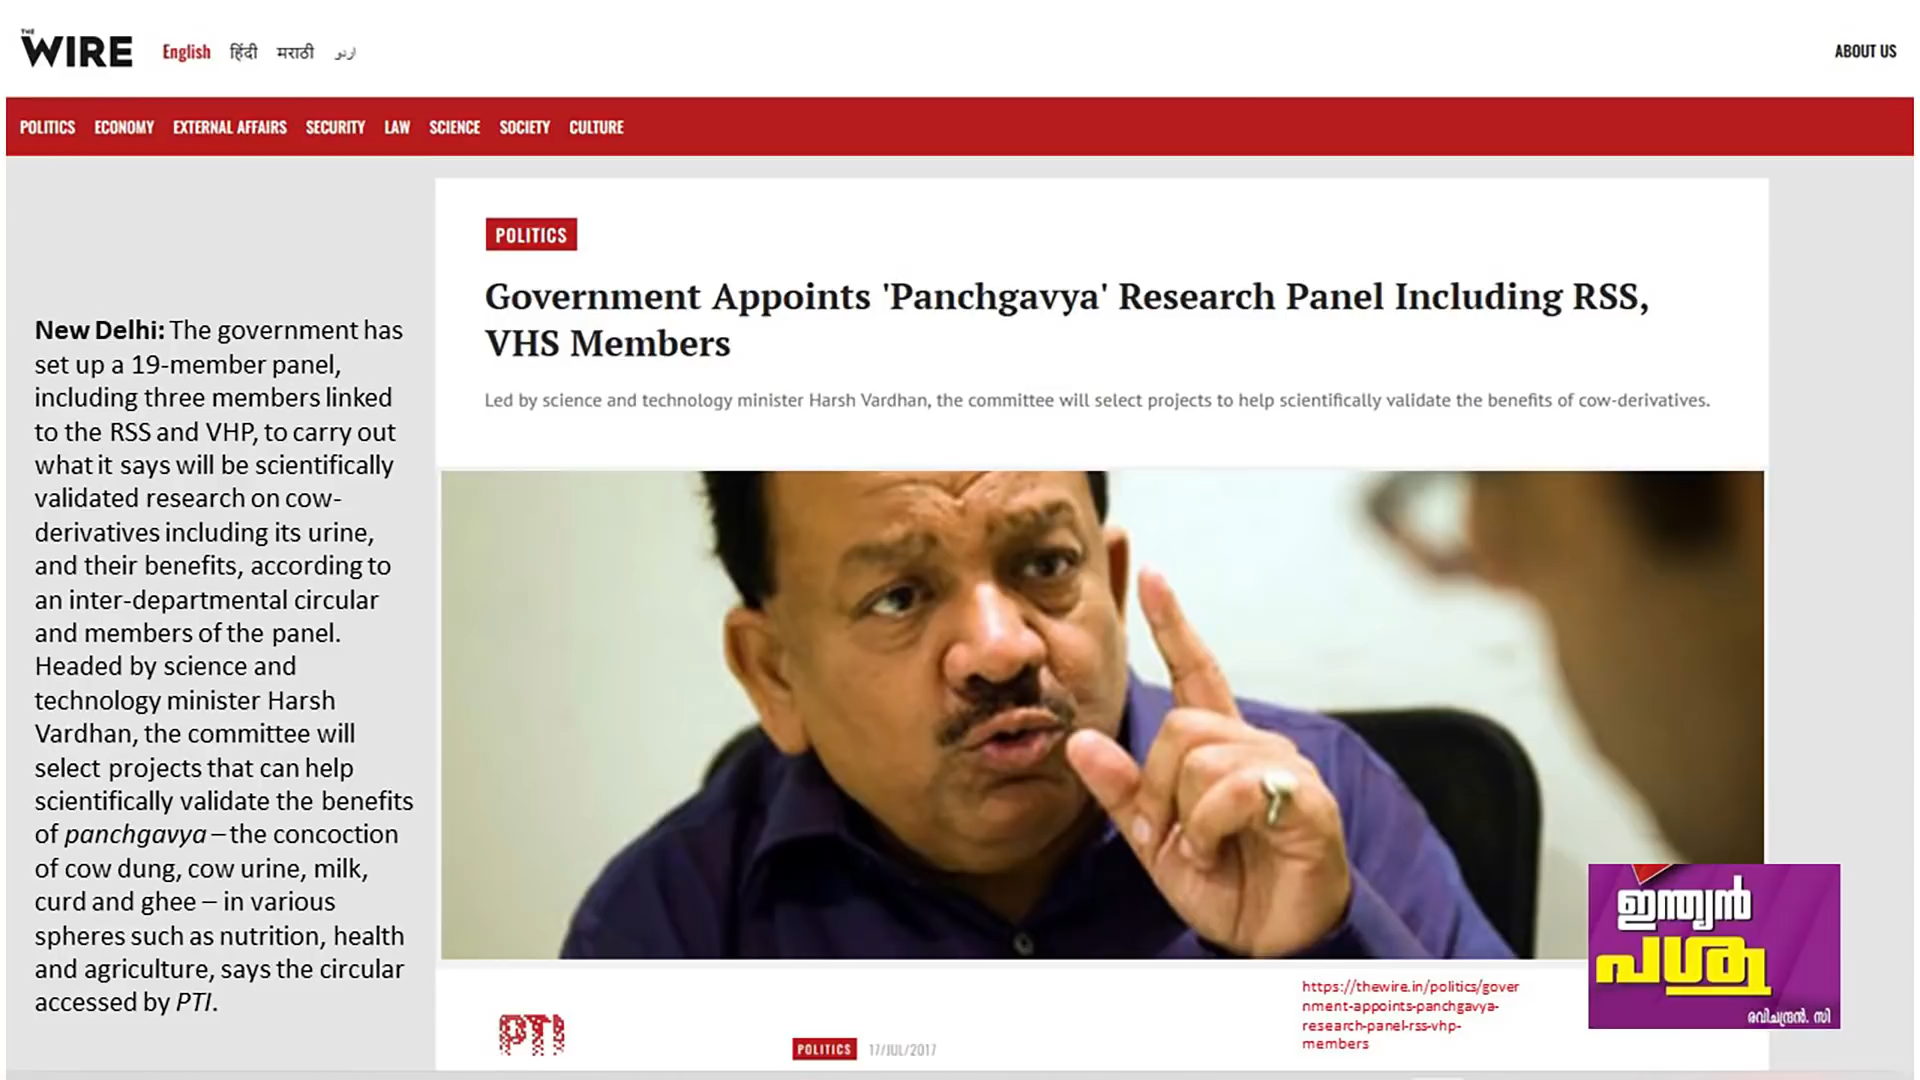 THE
WIRE
English हिंदी मराठी اردو
ABOUT US
POLITICS ECONOMY EXTERNAL AFFAIRS SECURITY LAW SCIENCE SOCIETY CULTURE
POLITICS
Government Appoints 'Panchgavya' Research Panel Including RSS,
VHS Members
Led by science and technology minister Harsh Vardhan, the committee will select projects to help scientifically validate the benefits of cow-derivatives.
New Delhi: The government has
set up a 19-member panel,
including three members linked
to the RSS and VHP, to carry out
what it says will be scientifically
validated research on cow-
derivatives including its urine,
and their benefits, according to
an inter-departmental circular
and members of the panel.
Headed by science and
technology minister Harsh
Vardhan, the committee will
select projects that can help
scientifically validate the benefits
of panchgavya – the concoction
of cow dung, cow urine, milk,
curd and ghee – in various
spheres such as nutrition, health
and agriculture, says the circular
accessed by PTI.
PTI
POLITICS 17/JUL/2017
https://thewire.in/politics/gover
nment-appoints-panchgavya-
research-panel-rss-vhp-
members
ഇന്ത്യൻ
പശു
രവിചന്ദ്രൻ. സി